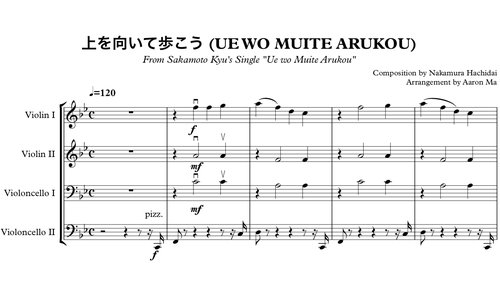 上を向いて歩こう (UE WO MUITE ARUKOU)
From Sakamoto Kyu's Single "Ue wo Muite Arukou"
Composition by Nakamura Hachidai
Arrangement by Aaron Ma
♩=120
Violin I
f
Violin II
mf
Violoncello I
mf
pizz.
Violoncello II
f